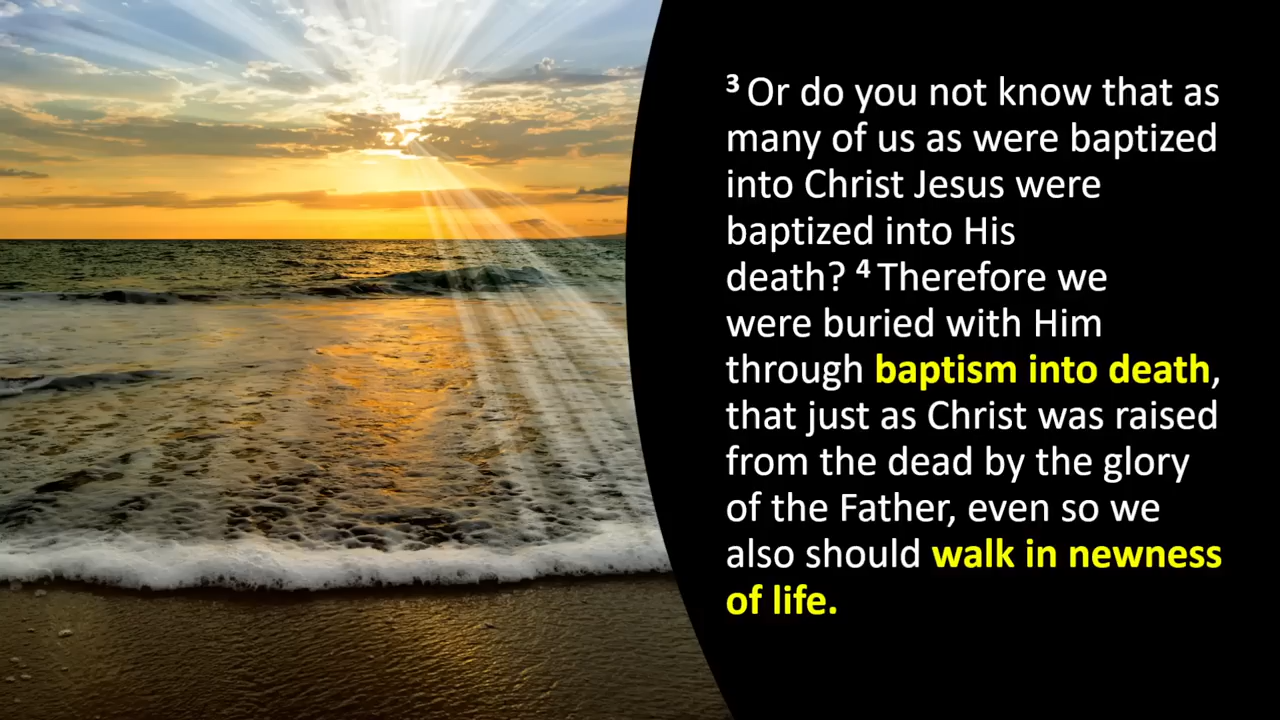 ³ Or do you not know that as
many of us as were baptized
into Christ Jesus were
baptized into His
death? ⁴ Therefore we
were buried with Him
through baptism into death,
that just as Christ was raised
from the dead by the glory
of the Father, even so we
also should walk in newness
of life.